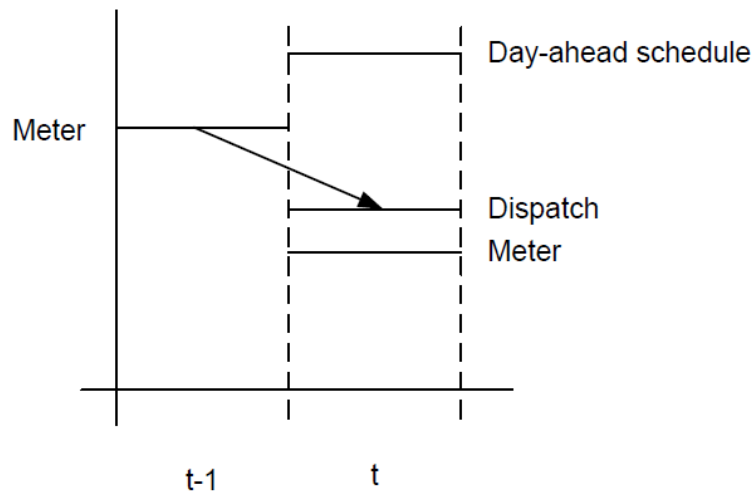 Day-ahead schedule
Meter
Dispatch
Meter
t-1
t